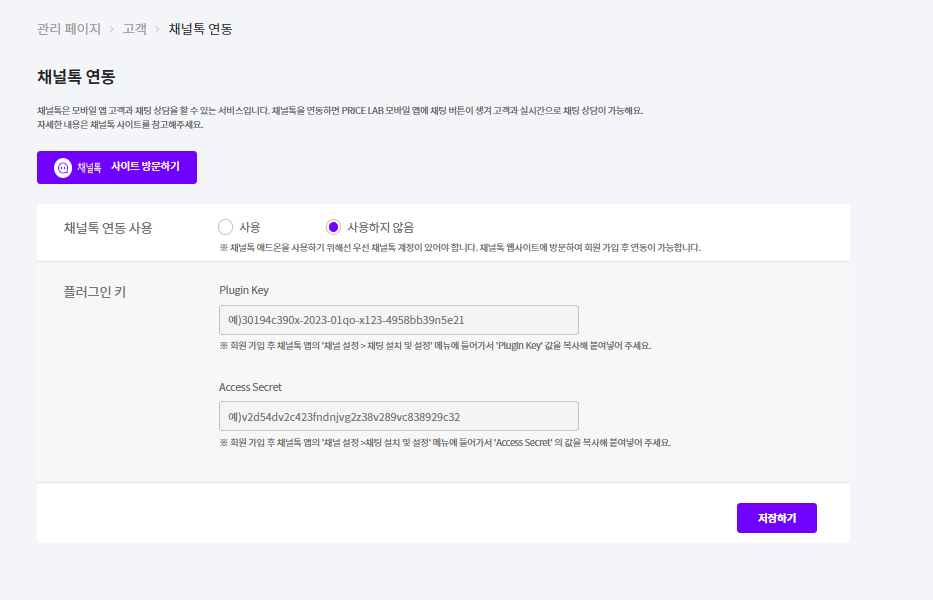 관리 페이지 > 고객 > 채널톡 연동
채널톡 연동
채널톡은 모바일 앱 고객과 채팅 상담을 할 수 있는 서비스입니다. 채널톡을 연동하면 PRICE LAB 모바일 앱에 채팅 버튼이 생겨 고객과 실시간으로 채팅 상담이 가능해요.
자세한 내용은 채널톡 사이트를 참고해주세요.
채널톡 사이트 방문하기
채널톡 연동 사용 사용 사용하지 않음
※ 채널톡 애드온을 사용하기 위해선 우선 채널톡 계정이 있어야 합니다. 채널톡 웹사이트에 방문하여 회원 가입 후 연동이 가능합니다.
플러그인 키 Plugin Key
예)30194c390x-2023-01qo-x123-4958bb39n5e21
※ 회원 가입 후 채널톡 앱의 '채널 설정 > 채팅 설치 및 설정' 메뉴에 들어가서 'Plugin Key' 값을 복사해 붙여넣어 주세요.
Access Secret
예)v2d54dv2c423fndnjvg2z38v289vc838929c32
※ 회원 가입 후 채널톡 앱의 '채널 설정 >채팅 설치 및 설정' 메뉴에 들어가서 'Access Secret' 의 값을 복사해 붙여넣어 주세요.
저장하기